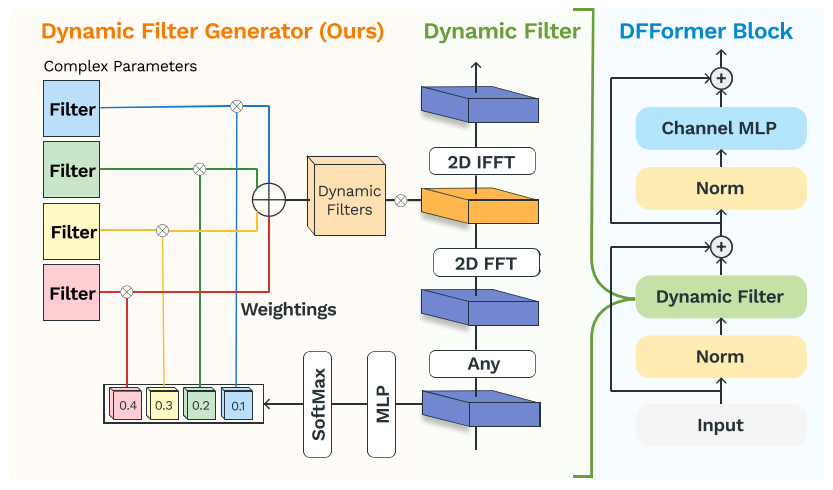 Dynamic Filter Generator (Ours)
Complex Parameters
Filter
Filter
Filter
Filter
Dynamic
Filters
Weightings
0.4
0.3
0.2
0.1
SoftMax
MLP
Dynamic Filter
2D IFFT
2D FFT
Any
DFFormer Block
Channel MLP
Norm
Dynamic Filter
Norm
Input